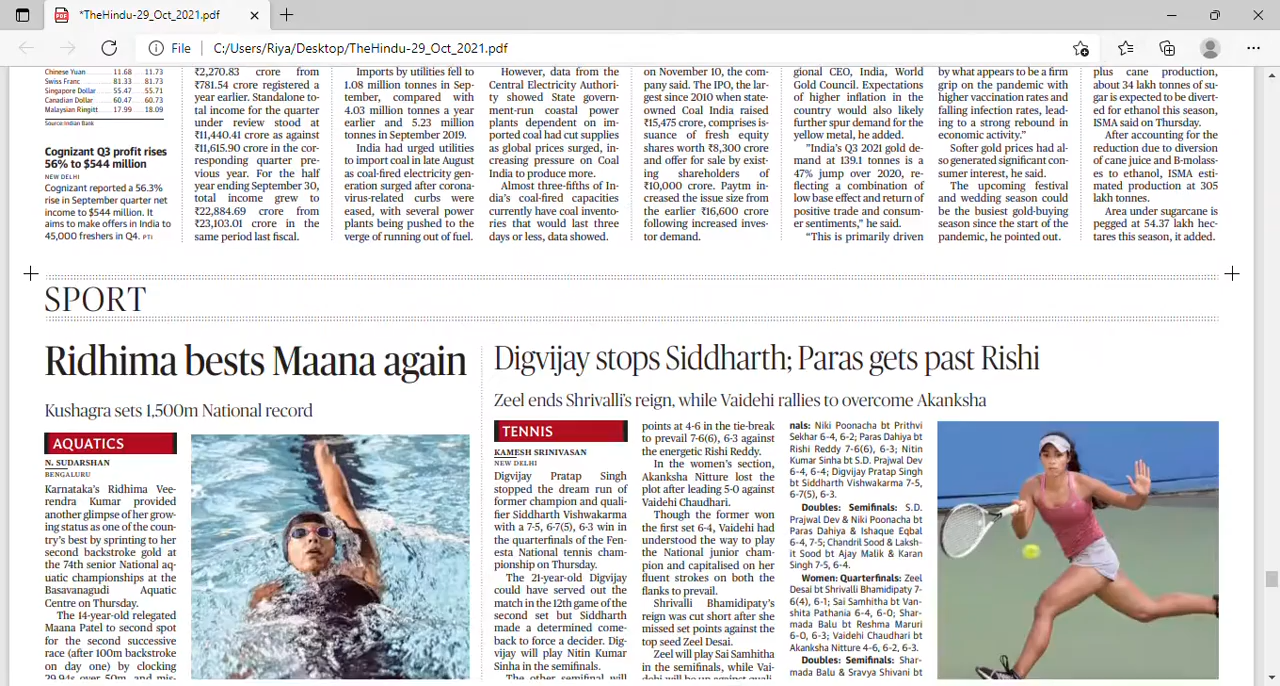 *TheHindu-29_Oct_2021.pdf
File
C:/Users/Riya/Desktop/TheHindu-29_Oct_2021.pdf
Chinese Yuan 11.68 11.73
Swiss Franc 81.33 81.73
Singapore Dollar 55.47 55.71
Canadian Dollar 60.47 60.73
Malaysian Ringitt 17.99 18.09
Source:Indian Bank
Cognizant Q3 profit rises
56% to $544 million
NEW DELHI
Cognizant reported a 56.3%
rise in September quarter net
income to $544 million. It
aims to make offers in India to
45,000 freshers in Q4. PTI
₹2,270.83 crore from
₹781.54 crore registered a
year earlier. Standalone to-
tal income for the quarter
under review stood at
₹11,440.41 crore as against
₹11,615.90 crore in the cor-
responding quarter pre-
vious year. For the half
year ending September 30,
total income grew to
₹22,884.69 crore from
₹23,103.01 crore in the
same period last fiscal.
Imports by utilities fell to
1.08 million tonnes in Sep-
tember, compared with
4.03 million tonnes a year
earlier and 5.23 million
tonnes in September 2019.
India had urged utilities
to import coal in late August
as coal-fired electricity gen-
eration surged after corona-
virus-related curbs were
eased, with several power
plants being pushed to the
verge of running out of fuel.
However, data from the
Central Electricity Authori-
ty showed State govern-
ment-run coastal power
plants dependent on im-
ported coal had cut supplies
as global prices surged, in-
creasing pressure on Coal
India to produce more.
Almost three-fifths of In-
dia's coal-fired capacities
currently have coal invento-
ries that would last three
days or less, data showed.
on November 10, the com-
pany said. The IPO, the lar-
gest since 2010 when state-
owned Coal India raised
₹15,475 crore, comprises is-
suance of fresh equity
shares worth ₹8,300 crore
and offer for sale by exist-
ing shareholders of
₹10,000 crore. Paytm in-
creased the issue size from
the earlier ₹16,600 crore
following increased inves-
tor demand.
gional CEO, India, World
Gold Council. Expectations
of higher inflation in the
country would also likely
further spur demand for the
yellow metal, he added.
"India's Q3 2021 gold de-
mand at 139.1 tonnes is a
47% jump over 2020, re-
flecting a combination of
low base effect and return of
positive trade and consum-
er sentiments," he said.
"This is primarily driven
by what appears to be a firm
grip on the pandemic with
higher vaccination rates and
falling infection rates, lead-
ing to a strong rebound in
economic activity."
Softer gold prices had al-
so generated significant con-
sumer interest, he said.
The upcoming festival
and wedding season could
be the busiest gold-buying
season since the start of the
pandemic, he pointed out.
plus cane production,
about 34 lakh tonnes of su-
gar is expected to be divert-
ed for ethanol this season,
ISMA said on Thursday.
After accounting for the
reduction due to diversion
of cane juice and B-molass-
es to ethanol, ISMA esti-
mated production at 305
lakh tonnes.
Area under sugarcane is
pegged at 54.37 lakh hec-
tares this season, it added.
SPORT
Ridhima bests Maana again
Kushagra sets 1,500m National record
AQUATICS
N. SUDARSHAN
BENGALURU
Karnataka's Ridhima Vee-
rendra Kumar provided
another glimpse of her grow-
ing status as one of the coun-
try's best by sprinting to her
second backstroke gold at
the 74th senior National aq-
uatic championships at the
Basavanagudi Aquatic
Centre on Thursday.
The 14-year-old relegated
Maana Patel to second spot
for the second successive
race (after 100m backstroke
on day one) by clocking
29.94s over 50m, and mis-
Digvijay stops Siddharth; Paras gets past Rishi
Zeel ends Shrivalli's reign, while Vaidehi rallies to overcome Akanksha
TENNIS
KAMESH SRINIVASAN
NEW DELHI
Digvijay Pratap Singh
stopped the dream run of
former champion and quali-
fier Siddharth Vishwakarma
with a 7-5, 6-7(5), 6-3 win in
the quarterfinals of the Fen-
esta National tennis cham-
pionship on Thursday.
The 21-year-old Digvijay
could have served out the
match in the 12th game of the
second set but Siddharth
made a determined come-
back to force a decider. Dig-
vijay will play Nitin Kumar
Sinha in the semifinals.
The other semifinal will
points at 4-6 in the tie-break
to prevail 7-6(6), 6-3 against
the energetic Rishi Reddy.
In the women's section,
Akanksha Nitture lost the
plot after leading 5-0 against
Vaidehi Chaudhari.
Though the former won
the first set 6-4, Vaidehi had
understood the way to play
the National junior cham-
pion and capitalised on her
fluent strokes on both the
flanks to prevail.
Shrivalli Bhamidipaty's
reign was cut short after she
missed set points against the
top seed Zeel Desai.
Zeel will play Sai Samhitha
in the semifinals, while Vai-
dehi will be up against quali-
nals: Niki Poonacha bt Prithvi
Sekhar 6-4, 6-2; Paras Dahiya bt
Rishi Reddy 7-6(6), 6-3; Nitin
Kumar Sinha bt S.D. Prajwal Dev
6-4, 6-4; Digvijay Pratap Singh
bt Siddharth Vishwakarma 7-5,
6-7(5), 6-3.
Doubles: Semifinals: S.D.
Prajwal Dev & Niki Poonacha bt
Paras Dahiya & Ishaque Eqbal
6-4, 7-5; Chandril Sood & Laksh-
it Sood bt Ajay Malik & Karan
Singh 7-5, 6-4.
Women: Quarterfinals: Zeel
Desai bt Shrivalli Bhamidipaty 7-
6(4), 6-1; Sai Samhitha bt Van-
shita Pathania 6-4, 6-0; Shar-
mada Balu bt Reshma Maruri
6-0, 6-3; Vaidehi Chaudhari bt
Akanksha Nitture 4-6, 6-2, 6-3.
Doubles: Semifinals: Shar-
mada Balu & Sravya Shivani bt